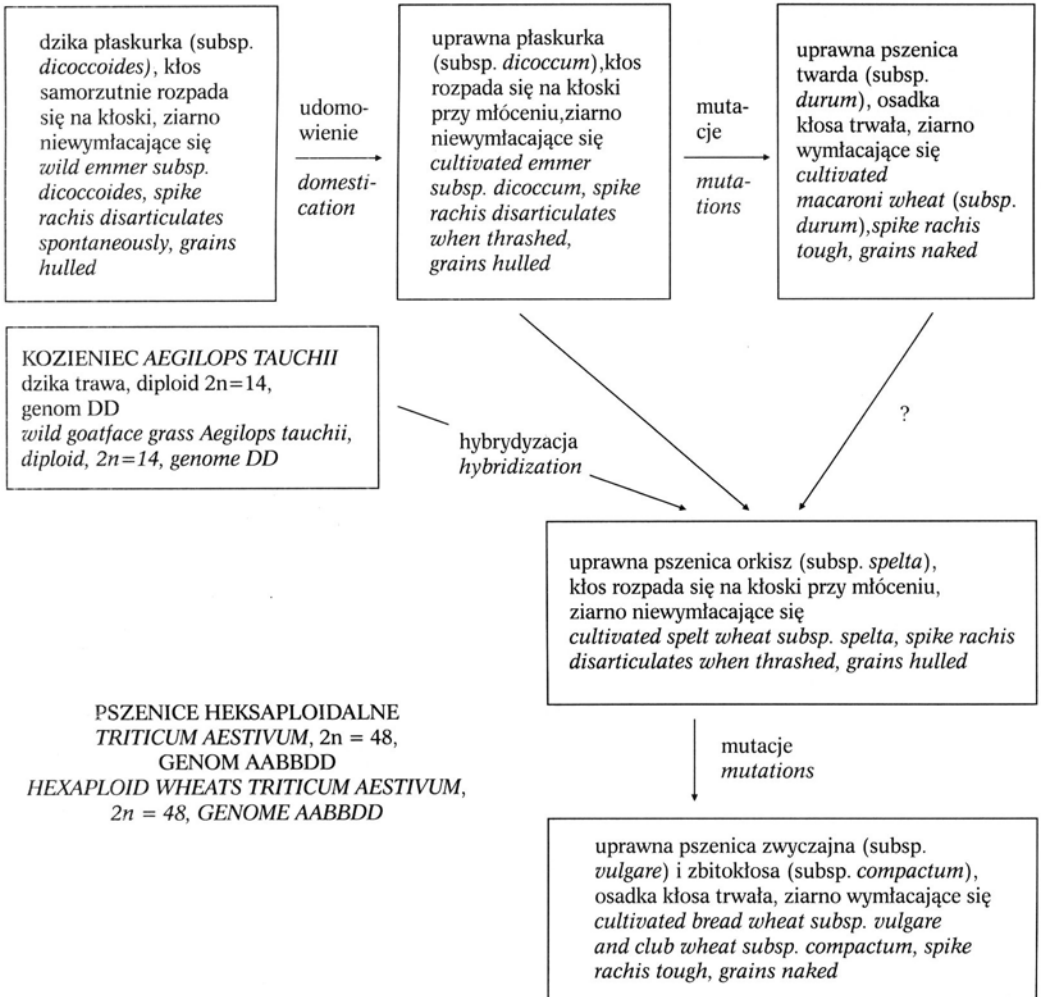 dzika płaskurka (subsp.
dicoccoides), kłos
samorzutnie rozpada
się na kłoski, ziarno
niewymłacające się
wild emmer subsp.
dicoccoides, spike
rachis disarticulates
spontaneously, grains
hulled
udomo-
wienie
domesti-
cation
uprawna płaskurka
(subsp. dicoccum),kłos
rozpada się na kłoski
przy młóceniu,ziarno
niewymłacające się
cultivated emmer
subsp. dicoccum, spike
rachis disarticulates
when thrashed,
grains hulled
muta-
cje
muta-
tions
uprawna pszenica
twarda (subsp.
durum), osadka
kłosa trwała, ziarno
wymłacające się
cultivated
macaroni wheat (subsp.
durum),spike rachis
tough, grains naked
KOZIENIEC AEGILOPS TAUCHII
dzika trawa, diploid 2n=14,
genom DD
wild goatface grass Aegilops tauchii,
diploid, 2n=14, genome DD
hybrydyzacja
hybridization
?
uprawna pszenica orkisz (subsp. spelta),
kłos rozpada się na kłoski przy młóceniu,
ziarno niewymłacające się
cultivated spelt wheat subsp. spelta, spike rachis
disarticulates when thrashed, grains hulled
PSZENICE HEKSAPLOIDALNE
TRITICUM AESTIVUM, 2n = 48,
GENOM AABBDD
HEXAPLOID WHEATS TRITICUM AESTIVUM,
2n = 48, GENOME AABBDD
mutacje
mutations
uprawna pszenica zwyczajna (subsp.
vulgare) i zbitokłosa (subsp. compactum),
osadka kłosa trwała, ziarno wymłacające się
cultivated bread wheat subsp. vulgare
and club wheat subsp. compactum, spike
rachis tough, grains naked